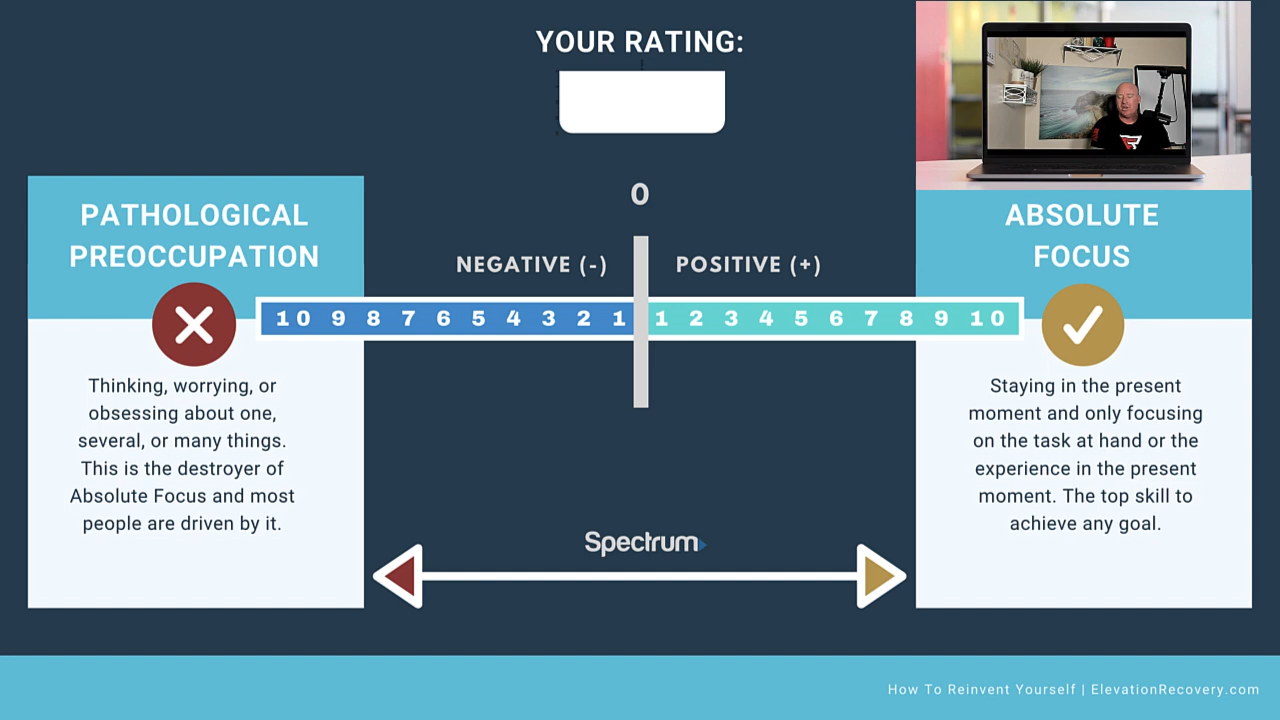 YOUR RATING:
0
PATHOLOGICAL
PREOCCUPATION
ABSOLUTE
FOCUS
NEGATIVE (-)
POSITIVE (+)
10 9 8 7 6 5 4 3 2 1
1 2 3 4 5 6 7 8 9 10
Thinking, worrying, or
obsessing about one,
several, or many things.
This is the destroyer of
Absolute Focus and most
people are driven by it.
Staying in the present
moment and only focusing
on the task at hand or the
experience in the present
moment. The top skill to
achieve any goal.
Spectrum
How To Reinvent Yourself | ElevationRecovery.com